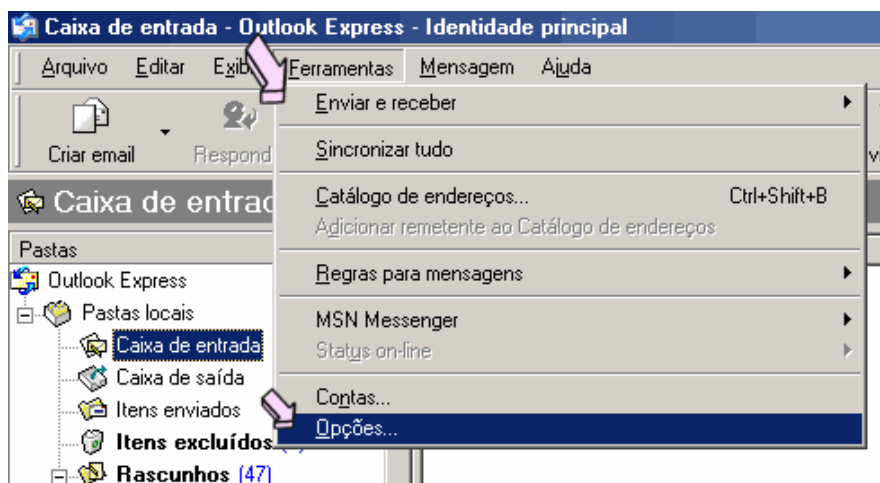 Caixa de entrada - Outlook Express - Identidade principal
Arquivo Editar Exib Ferramentas Mensagem Ajuda
Enviar e receber
Criar email Respond
Sincronizar tudo
Caixa de entrad
Catálogo de endereços... Ctrl+Shift+B
Adicionar remetente ao Catálogo de endereços
Pastas
Regras para mensagens
Outlook Express
Pastas locais
MSN Messenger
Caixa de entrada
Status on-line
Caixa de saída
Contas...
Itens enviados
Opções...
Itens excluídos
Rascunhos (47)